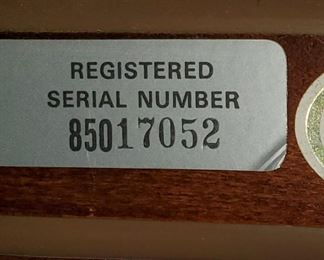 REGISTERED
SERIAL NUMBER
85017052